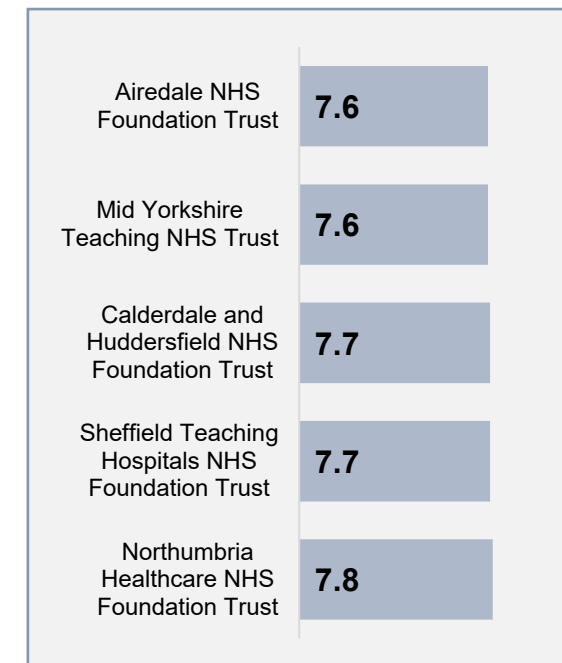 Airedale NHS
Foundation Trust
7.6
Mid Yorkshire
Teaching NHS Trust
7.6
Calderdale and
Huddersfield NHS
Foundation Trust
7.7
Sheffield Teaching
Hospitals NHS
Foundation Trust
7.7
Northumbria
Healthcare NHS
Foundation Trust
7.8